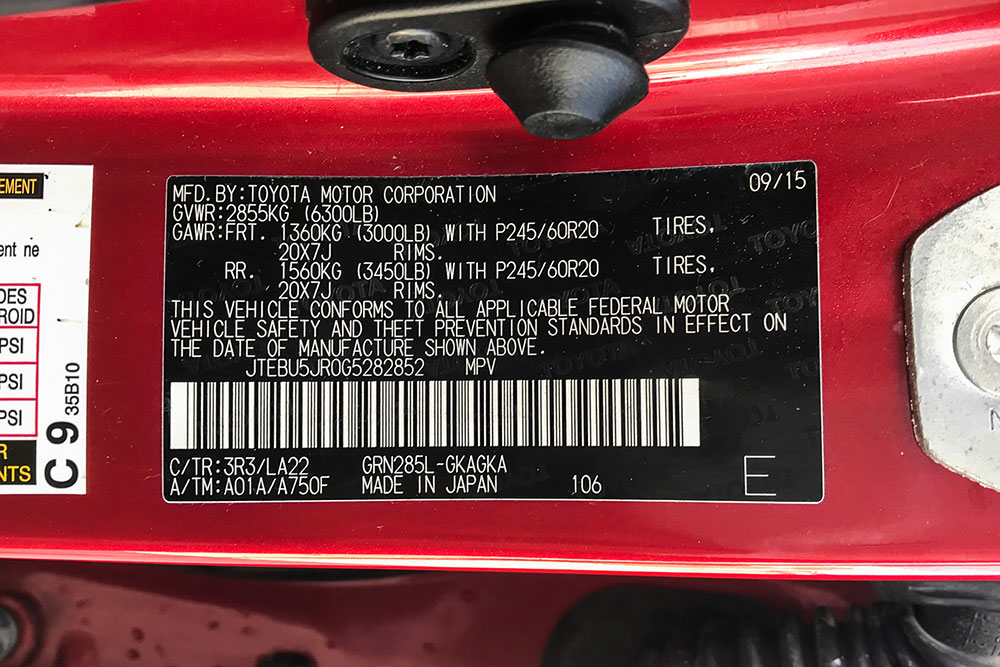 MFD.BY:TOYOTA MOTOR CORPORATION 09/15
GVWR:2855KG (6300LB)
GAWR:FRT. 1360KG (3000LB) WITH P245/60R20 TIRES,
20X7J RIMS.
RR. 1560KG (3450LB) WITH P245/60R20 TIRES,
20X7J RIMS.
THIS VEHICLE CONFORMS TO ALL APPLICABLE FEDERAL MOTOR
VEHICLE SAFETY AND THEFT PREVENTION STANDARDS IN EFFECT ON
THE DATE OF MANUFACTURE SHOWN ABOVE.
JTEBU5JR0G5282852 MPV
C/TR:3R3/LA22 GRN285L-GKAGKA
A/TM:A01A/A750F MADE IN JAPAN 106 E
EMENT
ent ne
DES
ROID
PSI
PSI
PSI
R
NTS
C 9 35B10